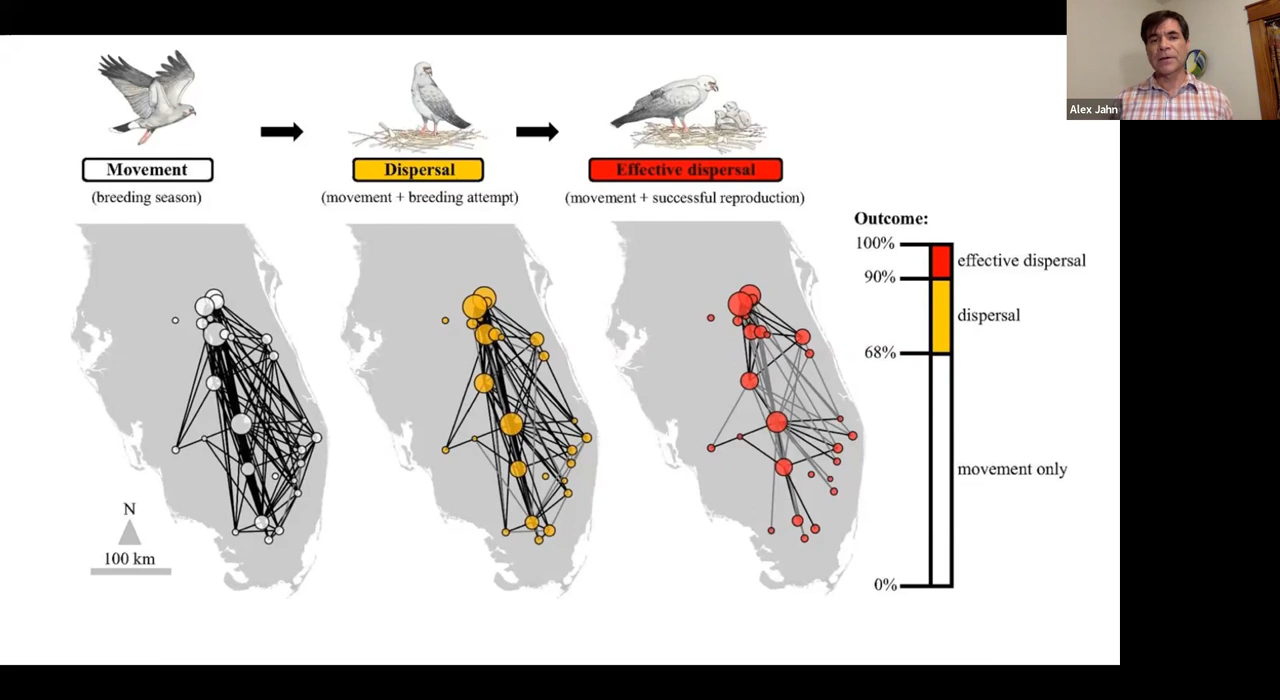 Alex Jahn
Movement
Dispersal
Effective dispersal
(breeding season)
(movement + breeding attempt)
(movement + successful reproduction)
Outcome:
100%
effective dispersal
90%
dispersal
68%
movement only
0%
N
100 km